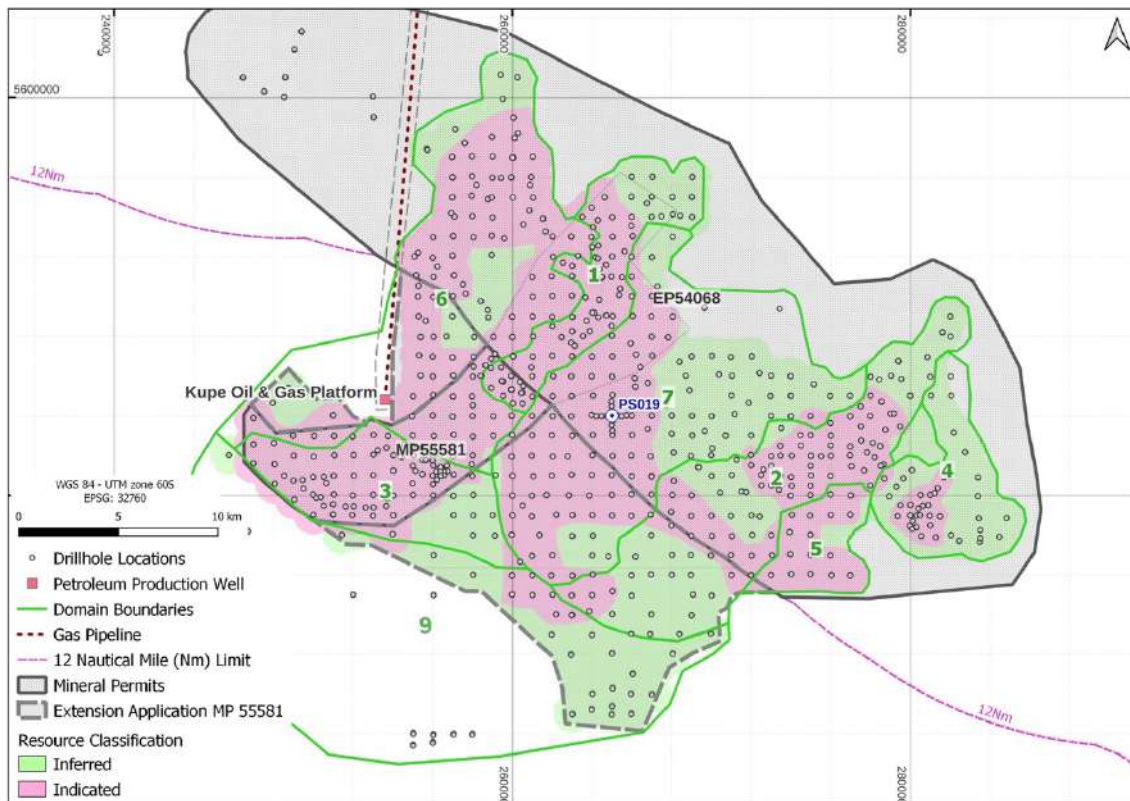 240000
260000
280000
5600000
12Nm
1
6
EP54068
Kupe Oil & Gas Platform
7
PS019
MP55581
2
4
3
WGS 84 - UTM zone 60S
EPSG: 32760
0 5 10 km
5
Drillhole Locations
Petroleum Production Well
Domain Boundaries
9
Gas Pipeline
12 Nautical Mile (Nm) Limit
Mineral Permits
Extension Application MP 55581
12Nm
Resource Classification
Inferred
Indicated
260000
280000